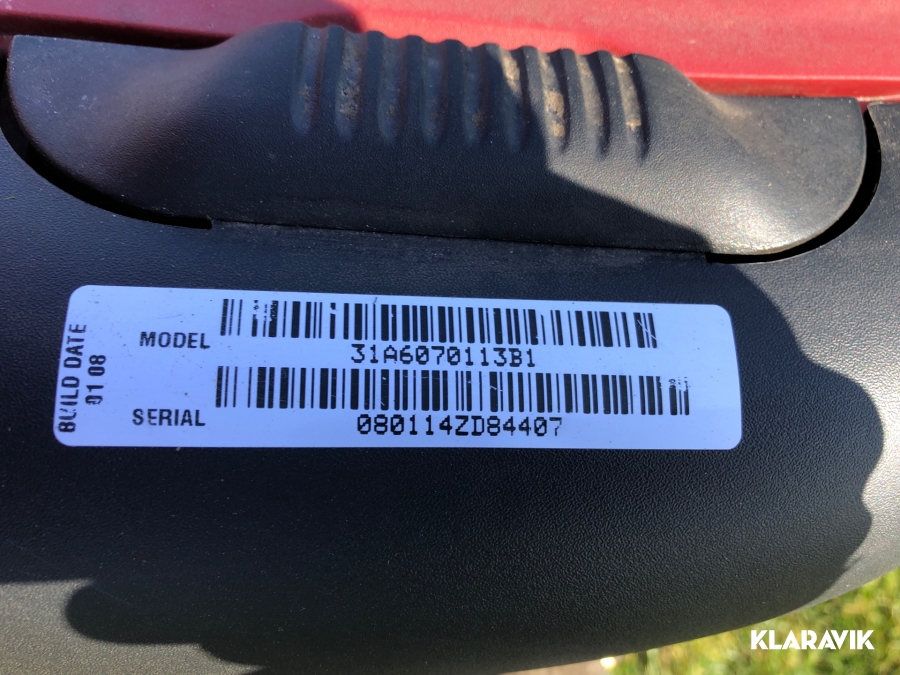 BUILD DATE
01 08
MODEL
31A6070113B1
SERIAL
080114ZD84407
KLARAVIK